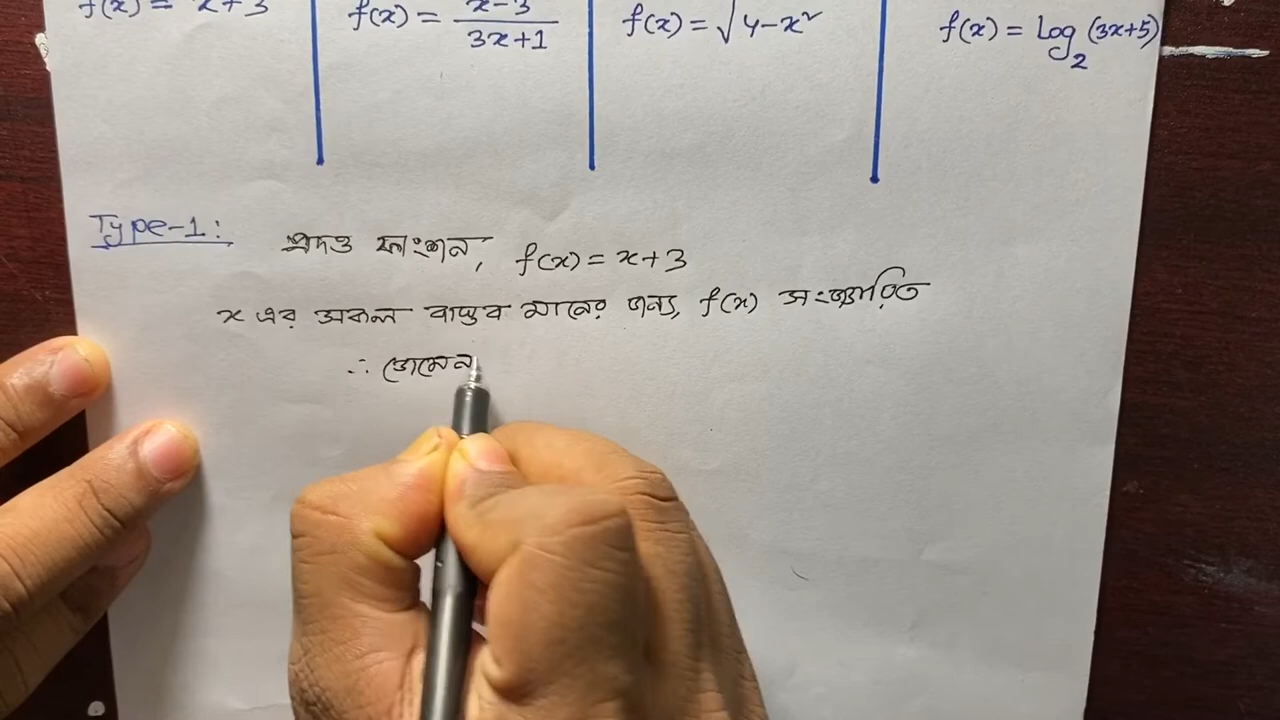 f(x) = x+3
f(x) = x-3 / 3x+1
f(x) = √4-x²
f(x) = Log₂ (3x+5)
Type-1: প্রদত্ত ফাংশন, f(x) = x+3
x এর সকল বাস্তব মানের জন্য, f(x) সংজ্ঞায়িত
∴ ডোমেন